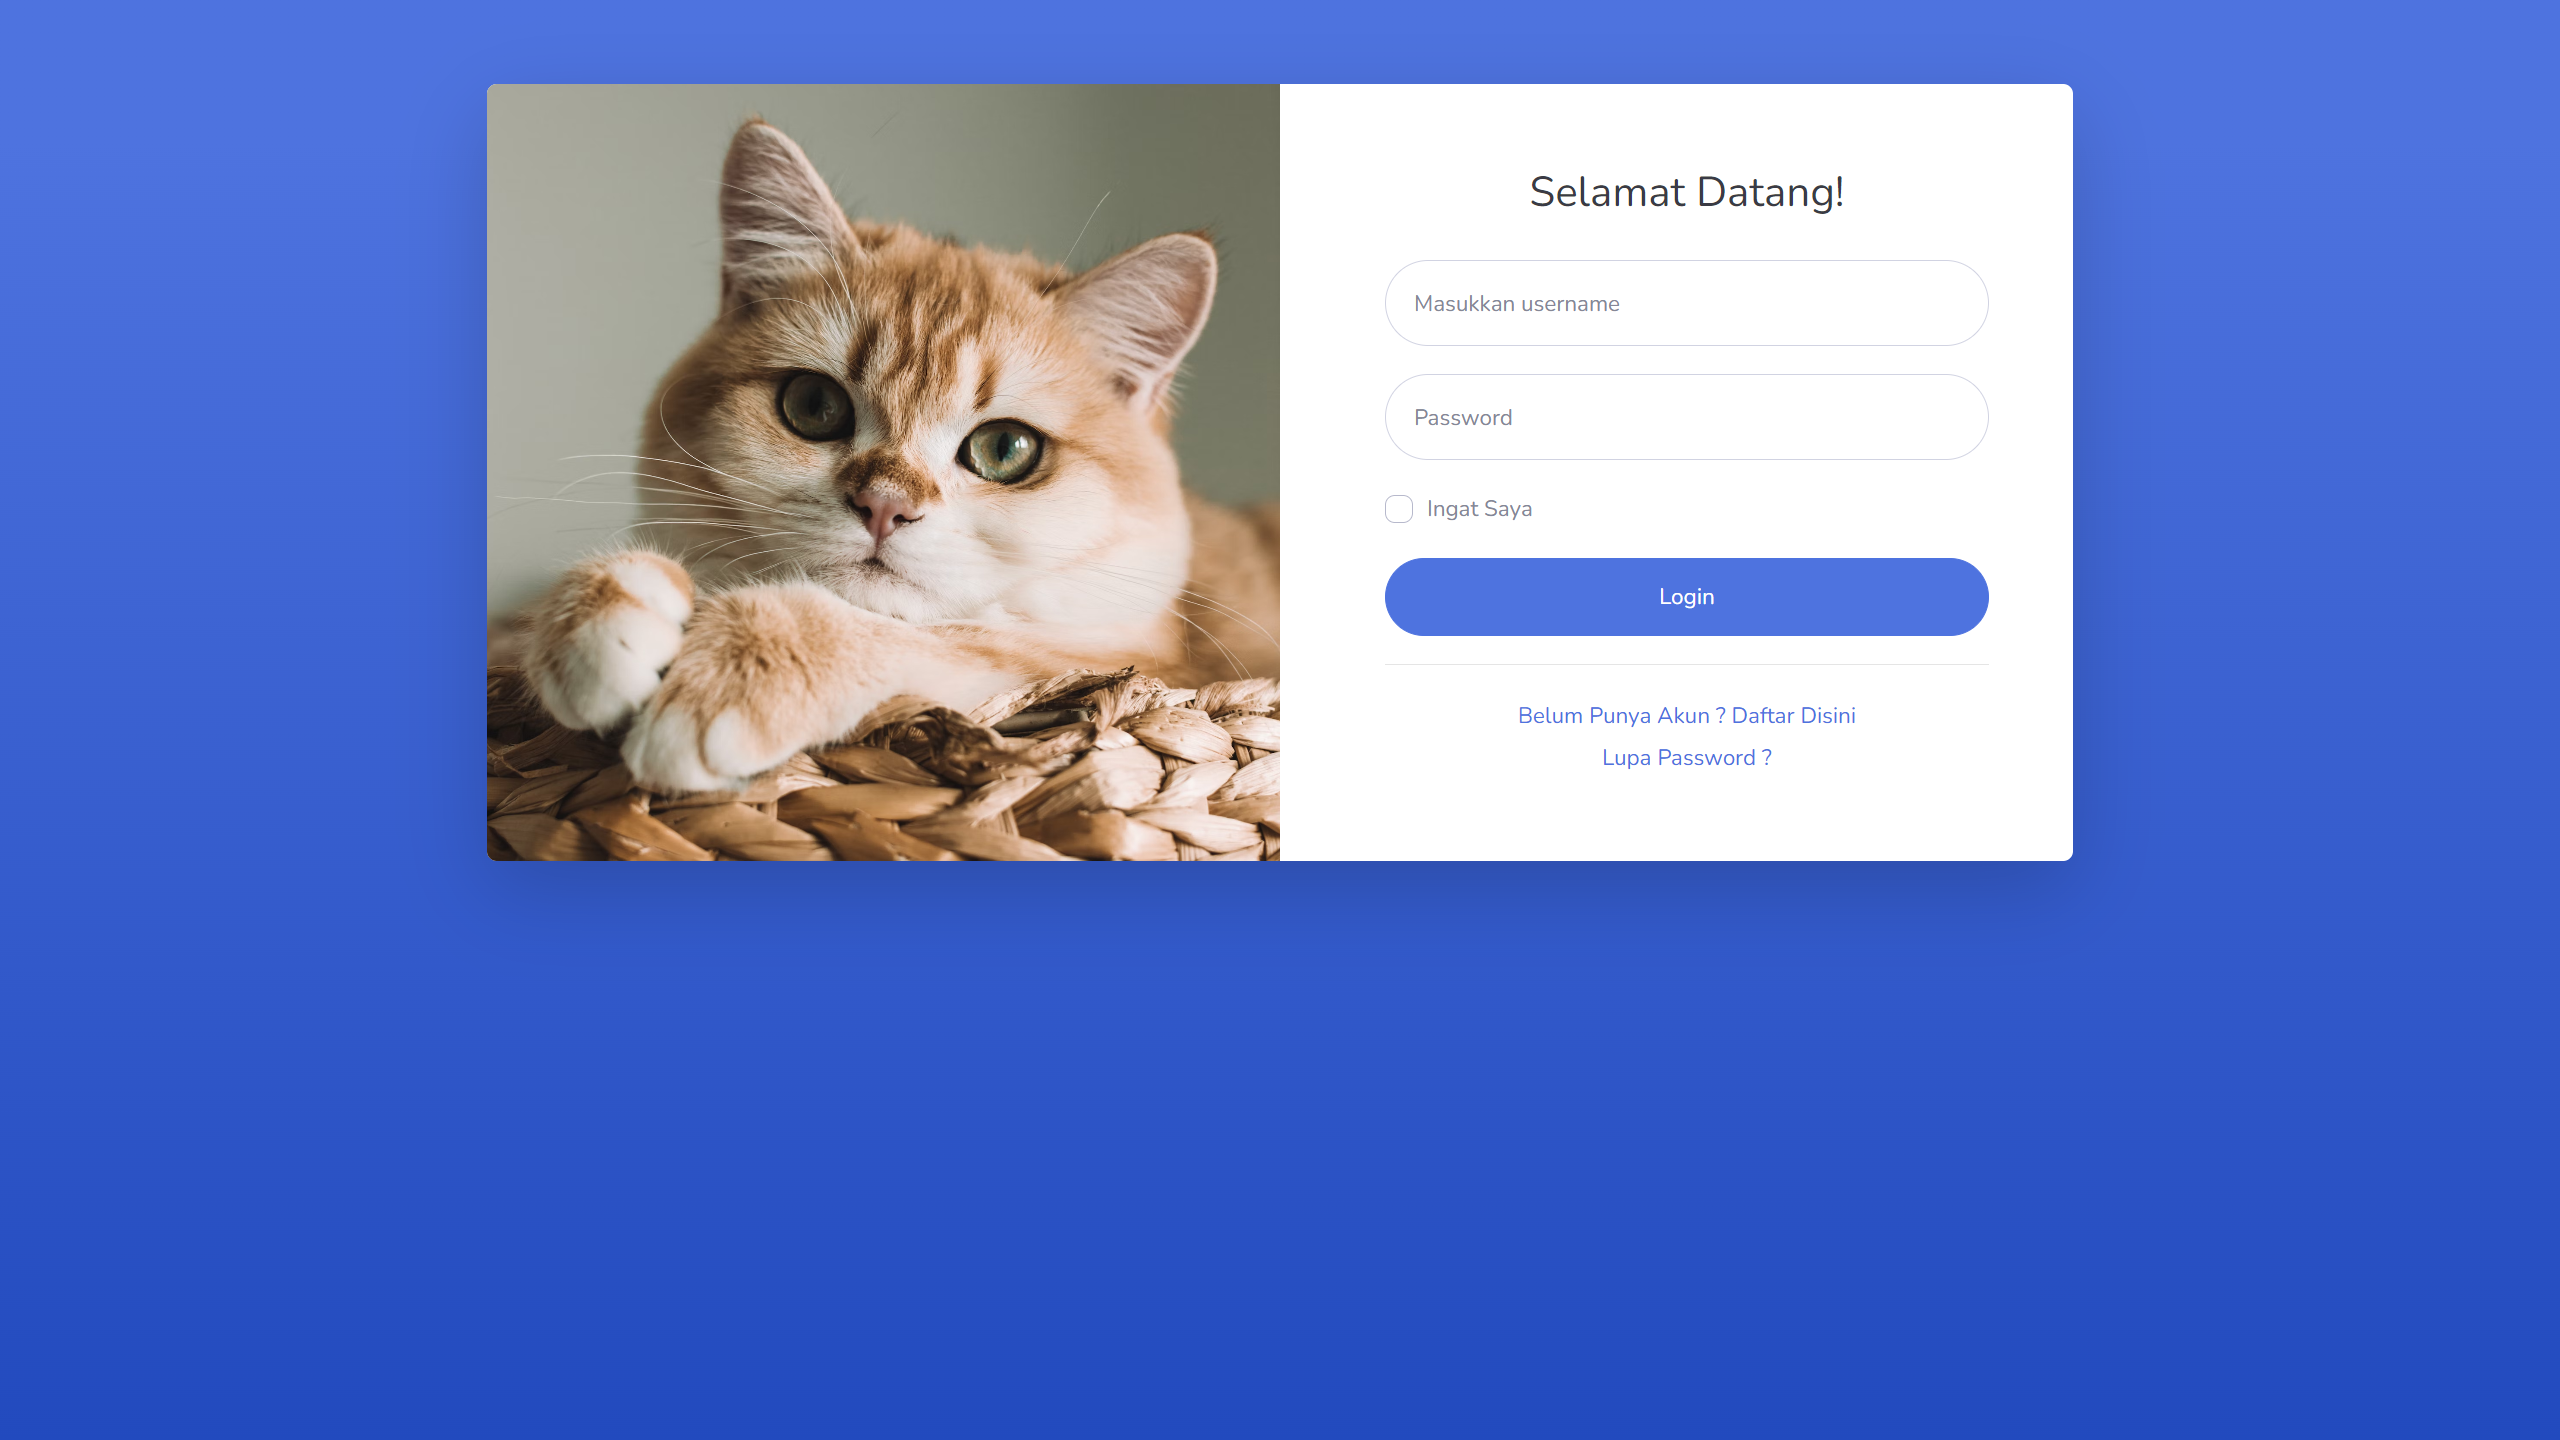 Selamat Datang!
Masukkan username
Password
Ingat Saya
Login
Belum Punya Akun ? Daftar Disini
Lupa Password ?